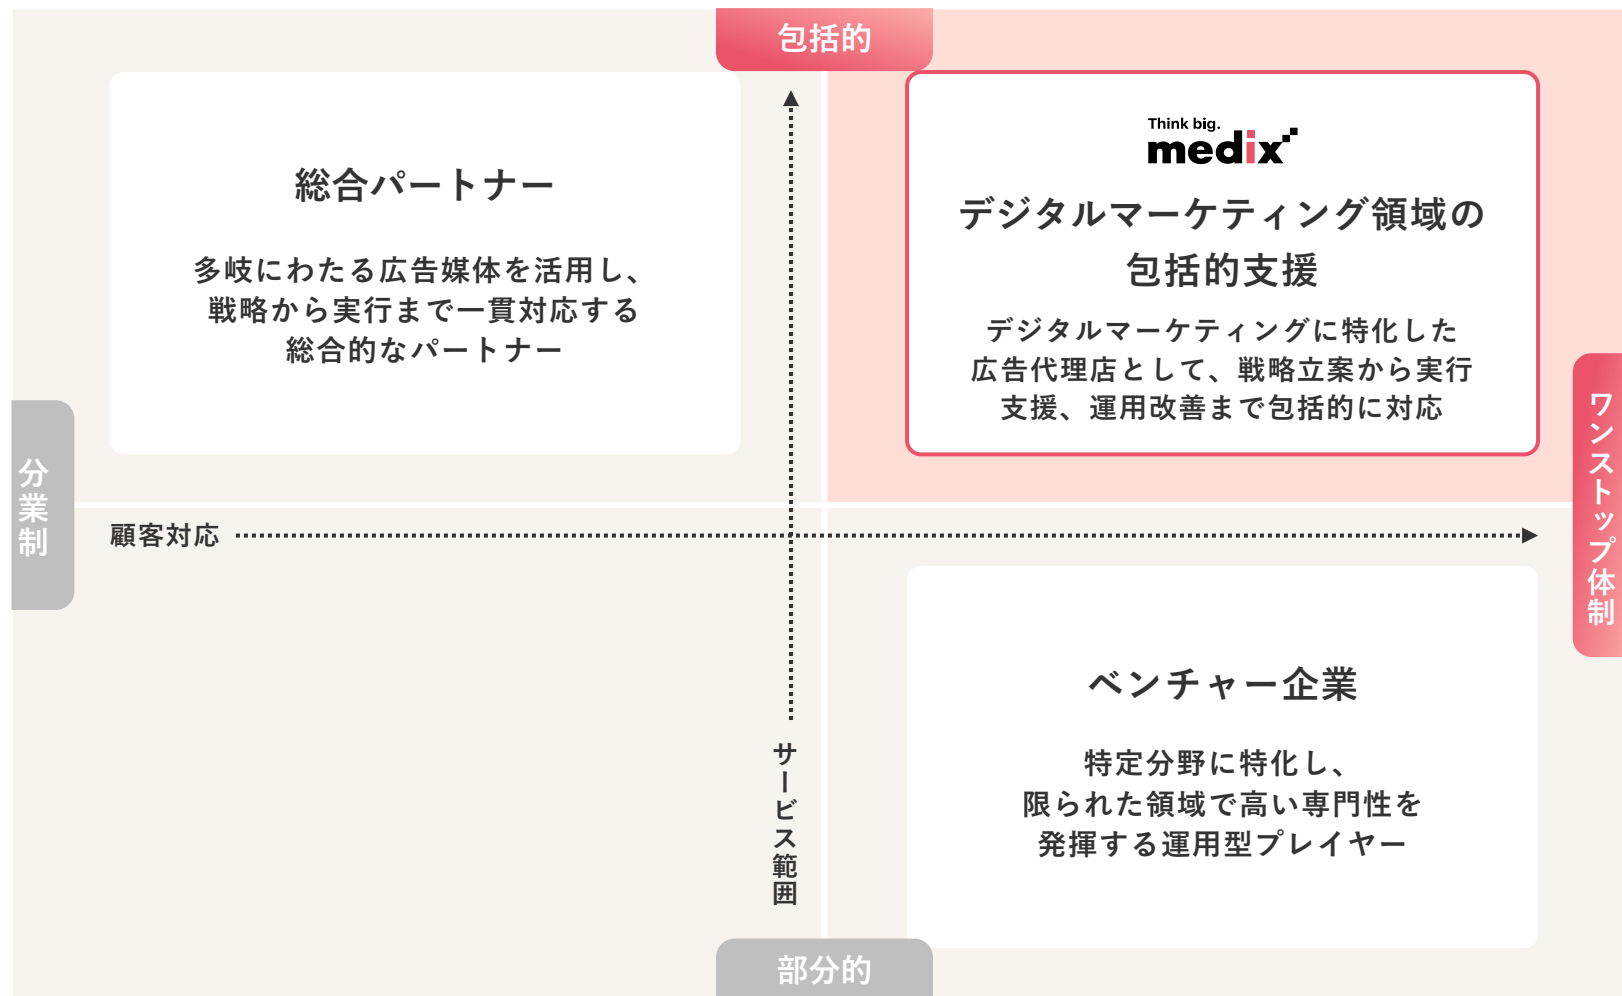 包括的
総合パートナー
多岐にわたる広告媒体を活用し、
戦略から実行まで一貫対応する
総合的なパートナー
Think big.
medix
デジタルマーケティング領域の
包括的支援
デジタルマーケティングに特化した
広告代理店として、戦略立案から実行
支援、運用改善まで包括的に対応
分業制
顧客対応
ワンストップ体制
サービス範囲
ベンチャー企業
特定分野に特化し、
限られた領域で高い専門性を
発揮する運用型プレイヤー
部分的